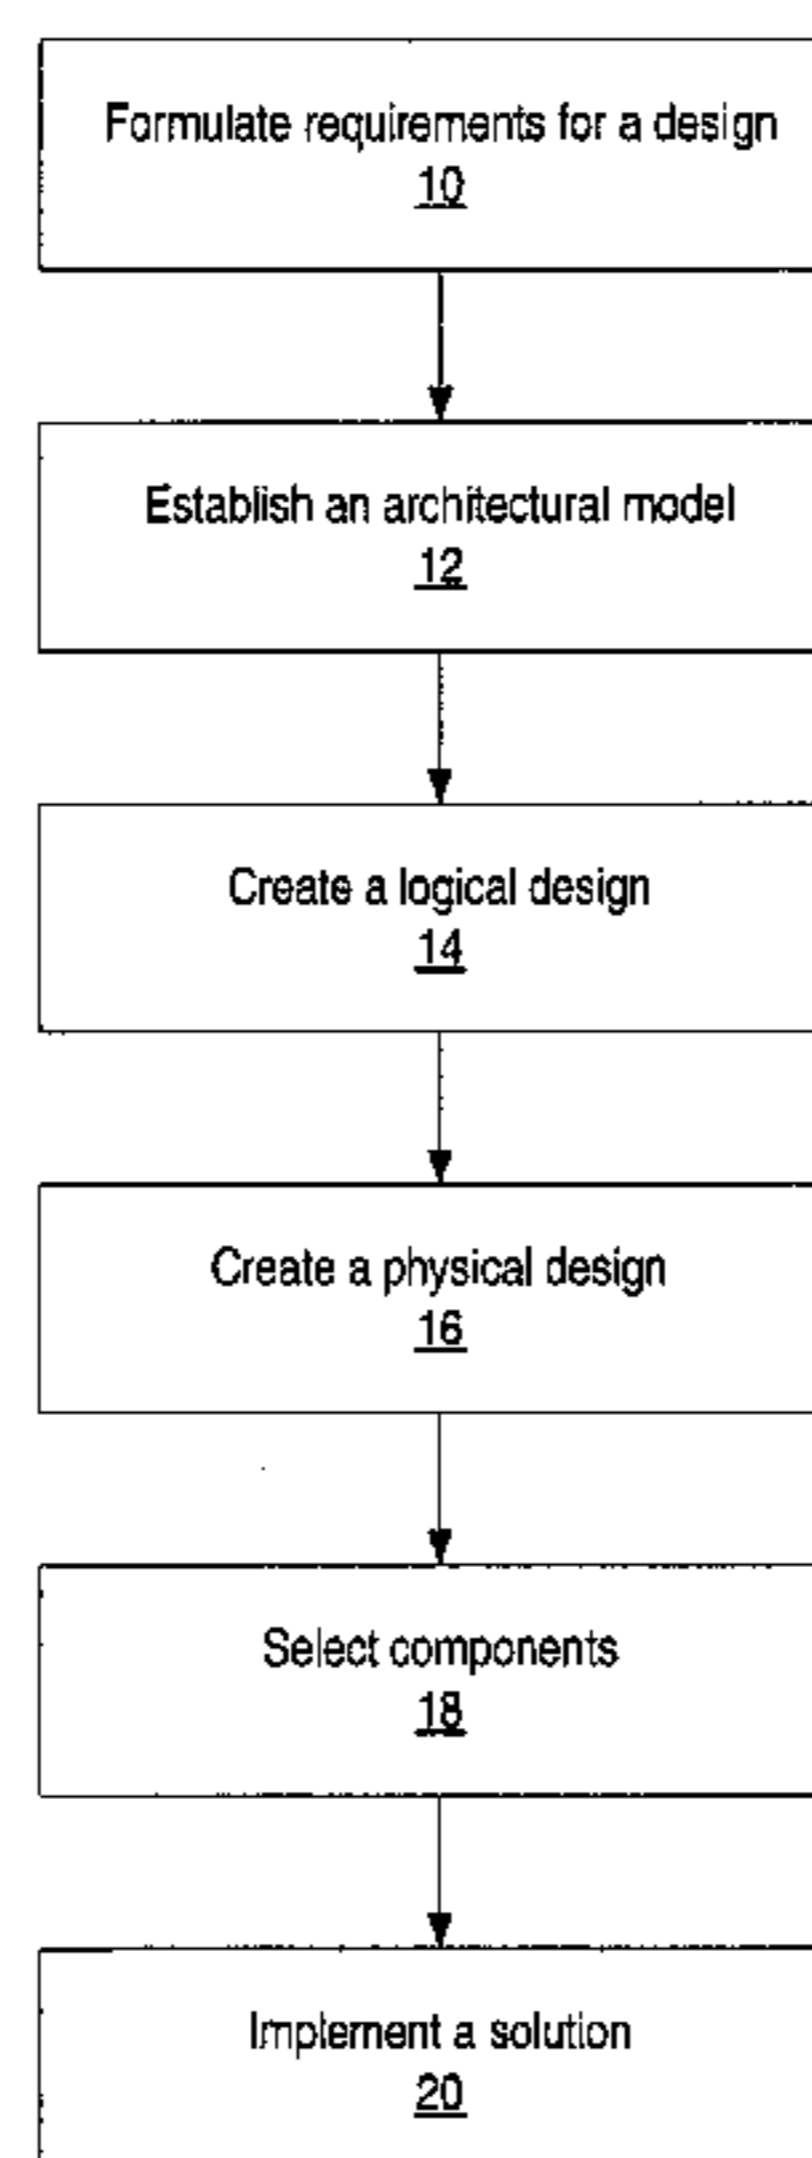 Formulate requirements for a design
10
Establish an architectural model
12
Create a logical design
14
Create a physical design
16
Select components
18
Implement a solution
20